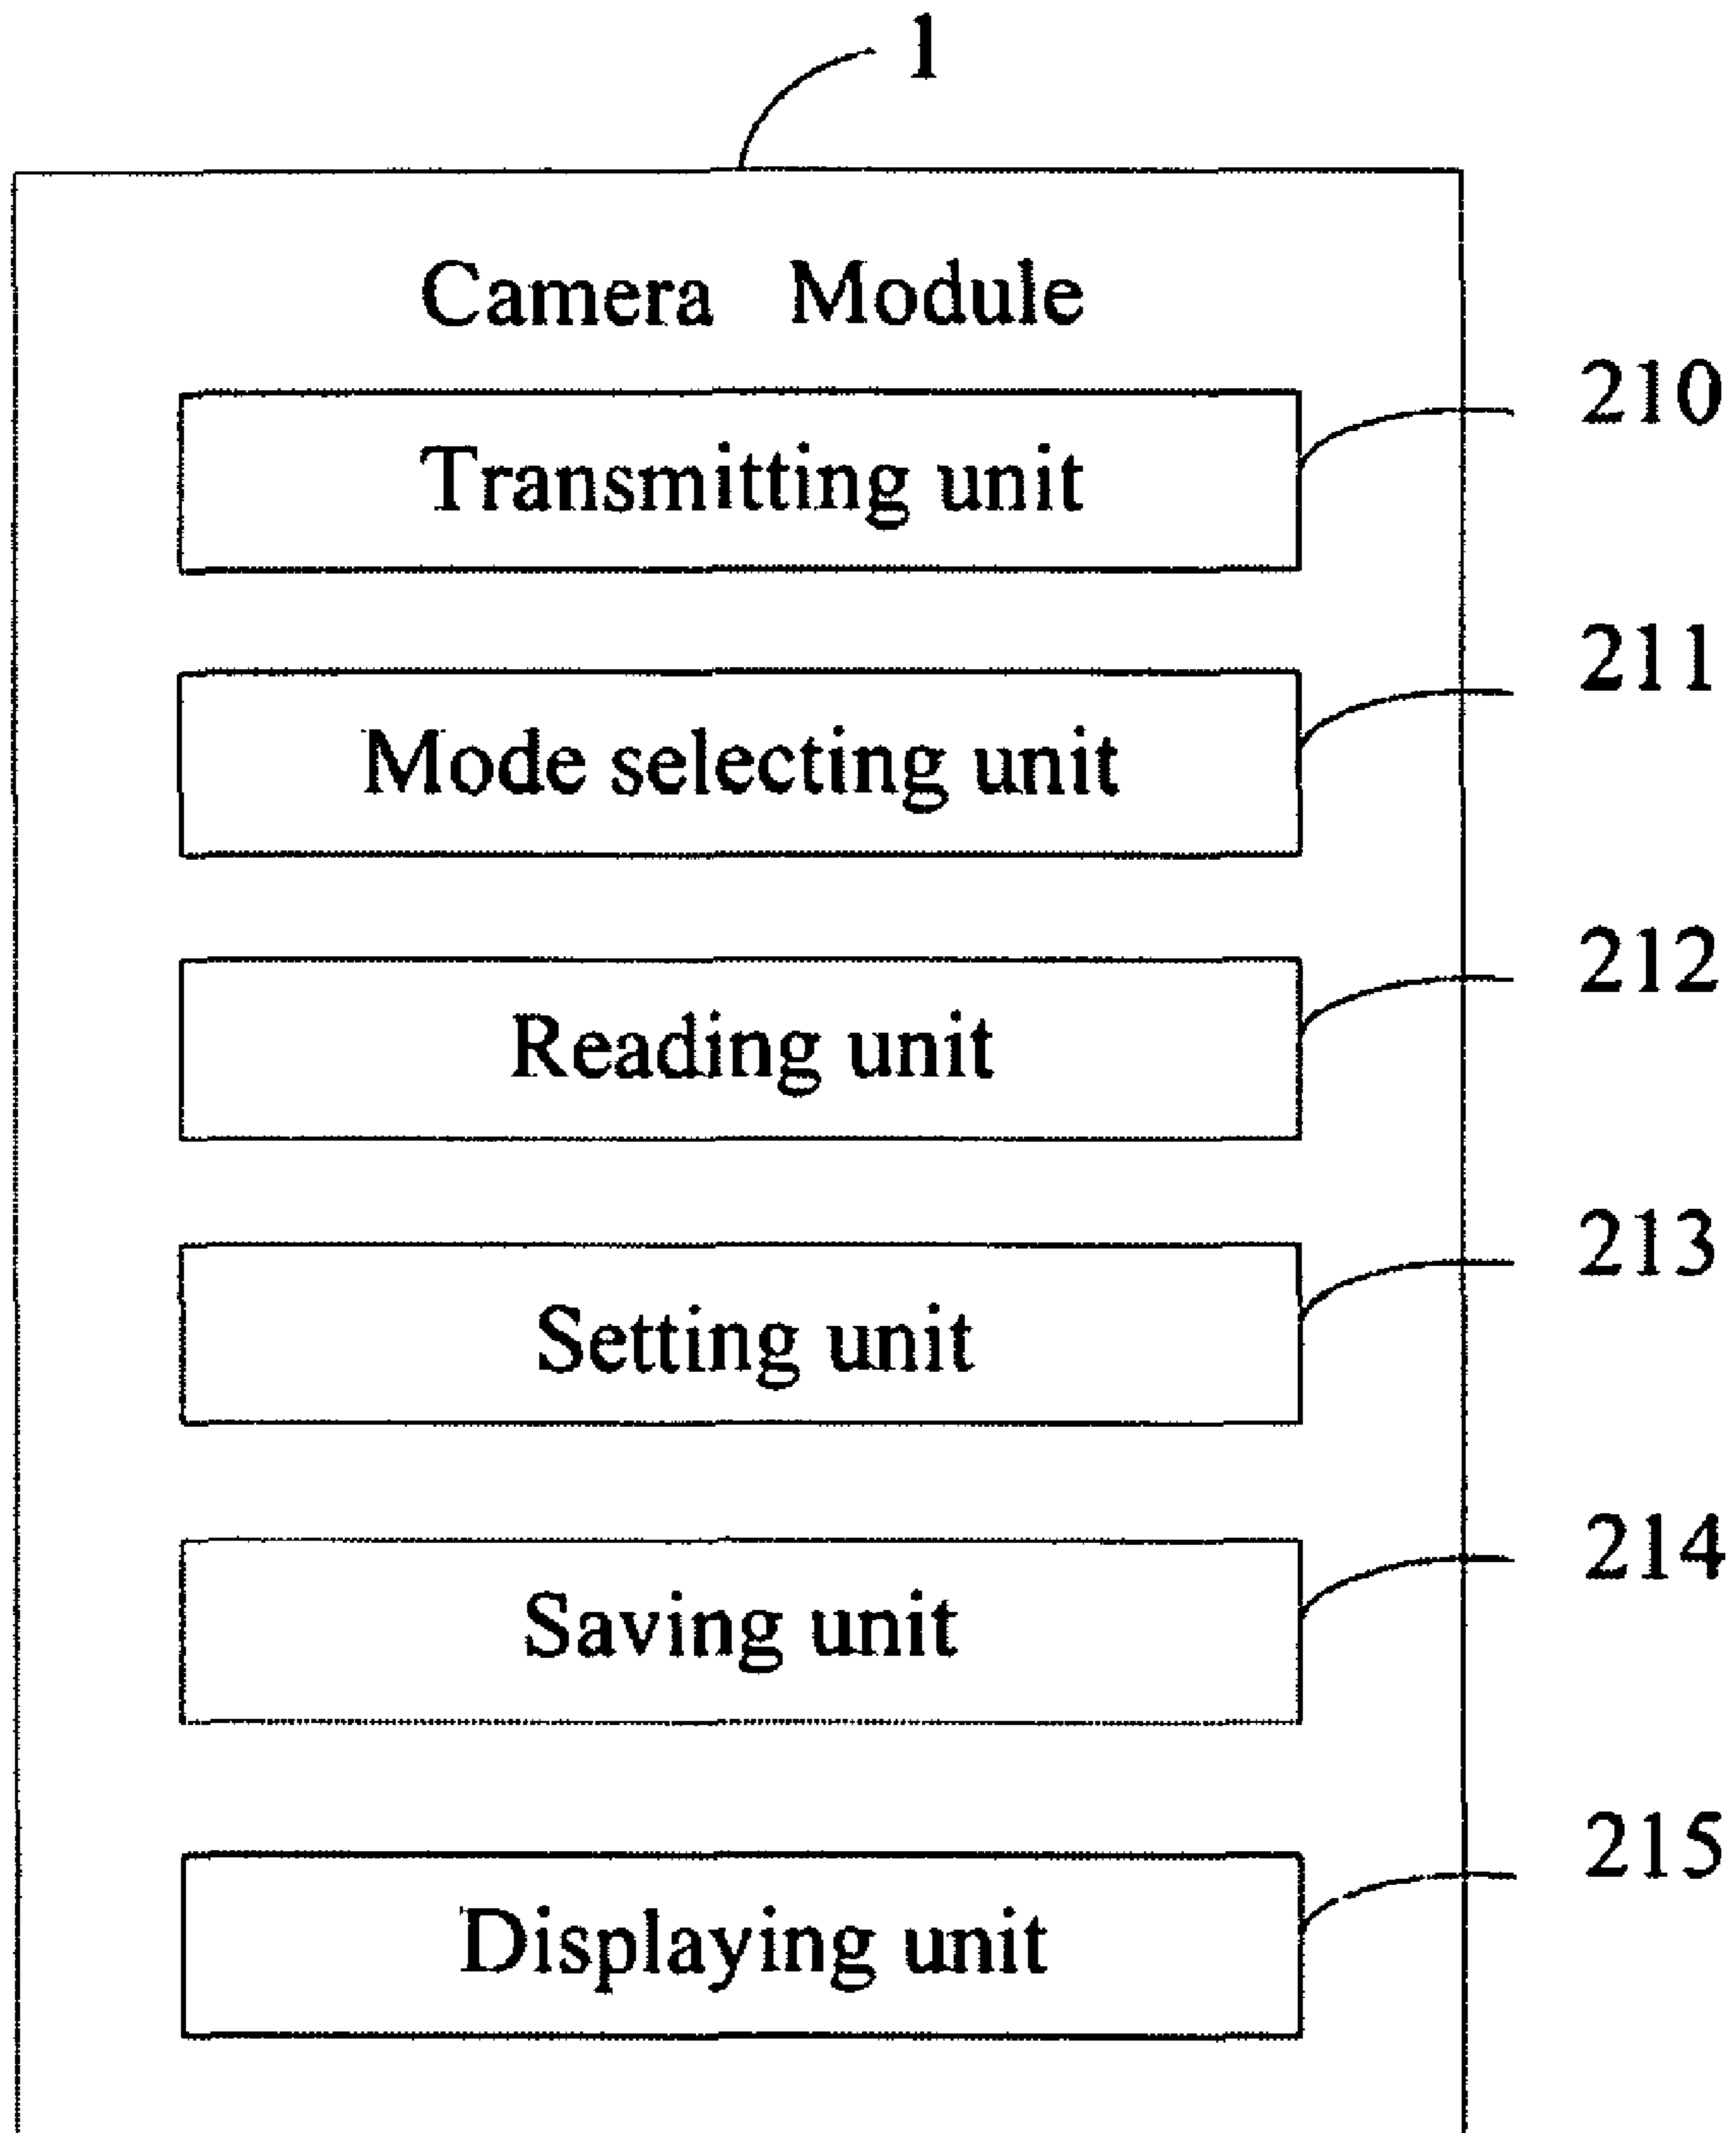 1
Camera Module
210
Transmitting unit
211
Mode selecting unit
212
Reading unit
213
Setting unit
214
Saving unit
215
Displaying unit